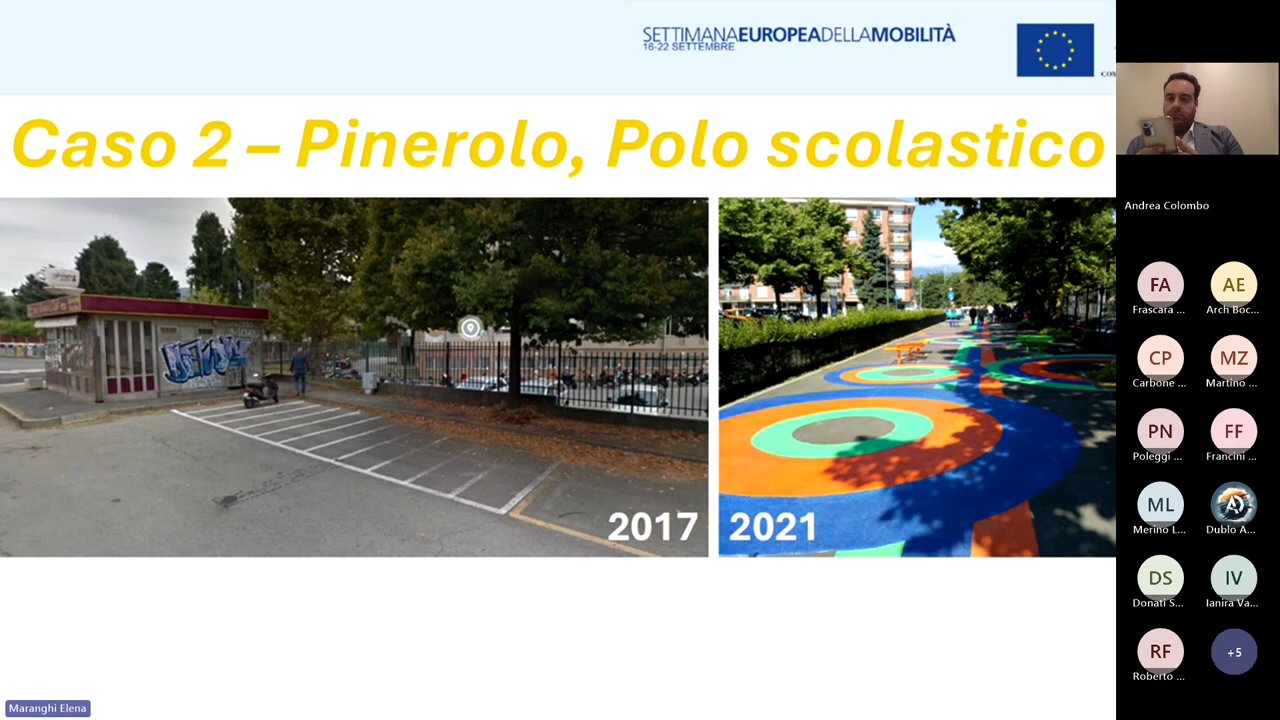 SETTIMANAEUROPEADELLAMOBILITÀ
16-22 SETTEMBRE
Caso 2 – Pinerolo, Polo scolastico
2017
2021
Andrea Colombo
FA
AE
Frascara ...
Arch Boc...
CP
MZ
Carbone ...
Martino ...
PN
FF
Poleggi ...
Francini ...
ML
Merino L...
Dublo A...
DS
IV
Donati S...
Ianira Va...
RF
+5
Roberto ...
Maranghi Elena